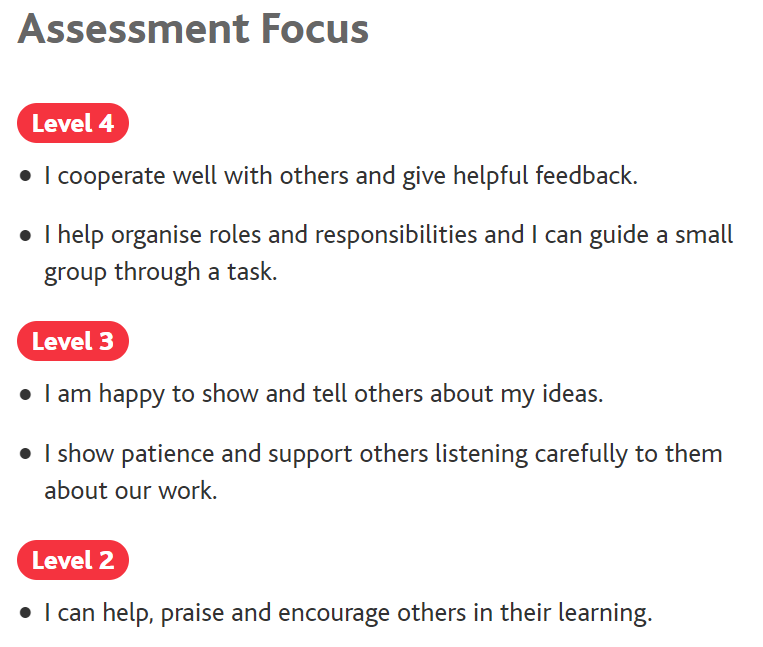 Assessment Focus
Level 4
• I cooperate well with others and give helpful feedback.
• I help organise roles and responsibilities and I can guide a small
group through a task.
Level 3
• I am happy to show and tell others about my ideas.
• I show patience and support others listening carefully to them
about our work.
Level 2
• I can help, praise and encourage others in their learning.